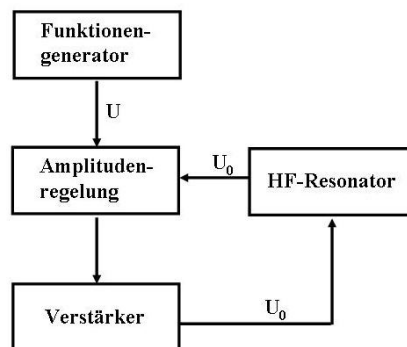 Funktionen-
generator
U
Amplituden-
regelung
U₀
HF-Resonator
Verstärker
U₀